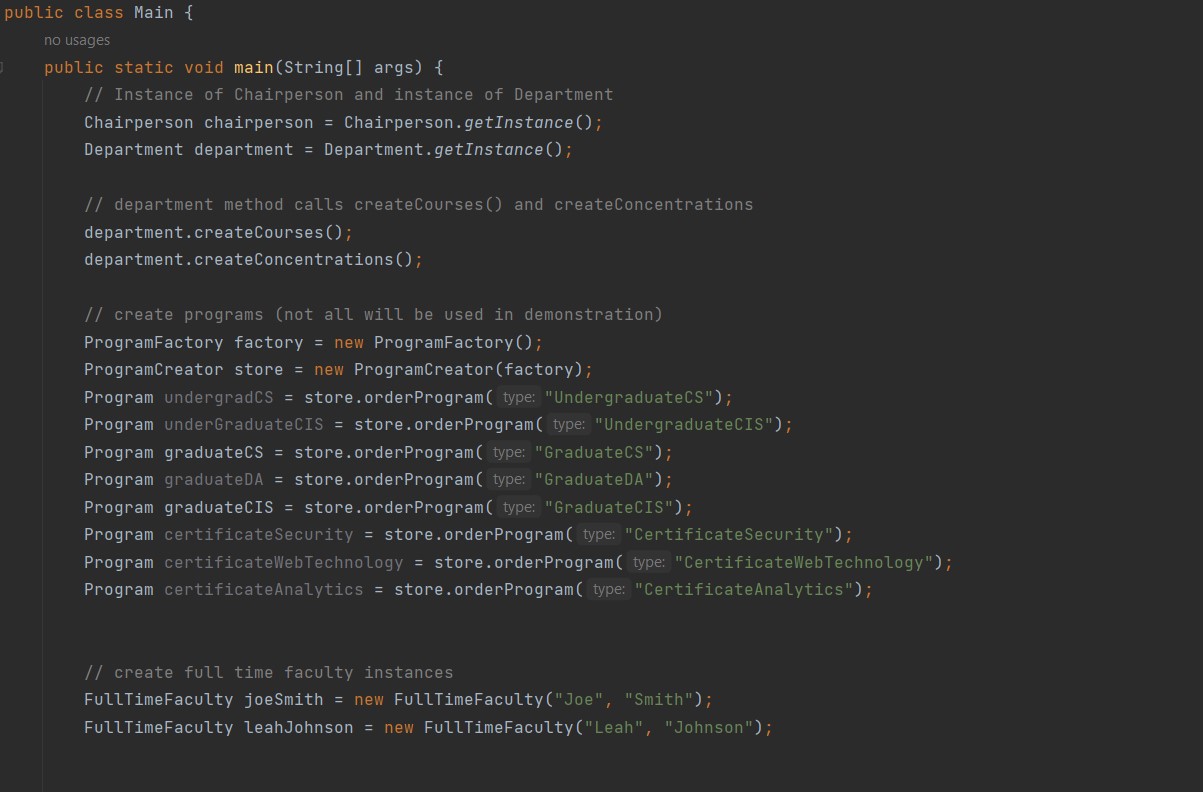 public class Main {
no usages
public static void main(String[] args) {
// Instance of Chairperson and instance of Department
Chairperson chairperson = Chairperson.getInstance();
Department department = Department.getInstance();
// department method calls createCourses() and createConcentrations
department.createCourses();
department.createConcentrations();
// create programs (not all will be used in demonstration)
ProgramFactory factory = new ProgramFactory();
ProgramCreator store = new ProgramCreator(factory);
Program undergradCS = store.orderProgram( type: "UndergraduateCS");
Program underGraduateCIS = store.orderProgram( type: "UndergraduateCIS");
Program graduateCS = store.orderProgram( type: "GraduateCS");
Program graduateDA = store.orderProgram( type: "GraduateDA");
Program graduateCIS = store.orderProgram( type: "GraduateCIS");
Program certificateSecurity = store.orderProgram( type: "CertificateSecurity");
Program certificateWebTechnology = store.orderProgram( type: "CertificateWebTechnology");
Program certificateAnalytics = store.orderProgram( type: "CertificateAnalytics");
// create full time faculty instances
FullTimeFaculty joeSmith = new FullTimeFaculty("Joe", "Smith");
FullTimeFaculty leahJohnson = new FullTimeFaculty("Leah", "Johnson");